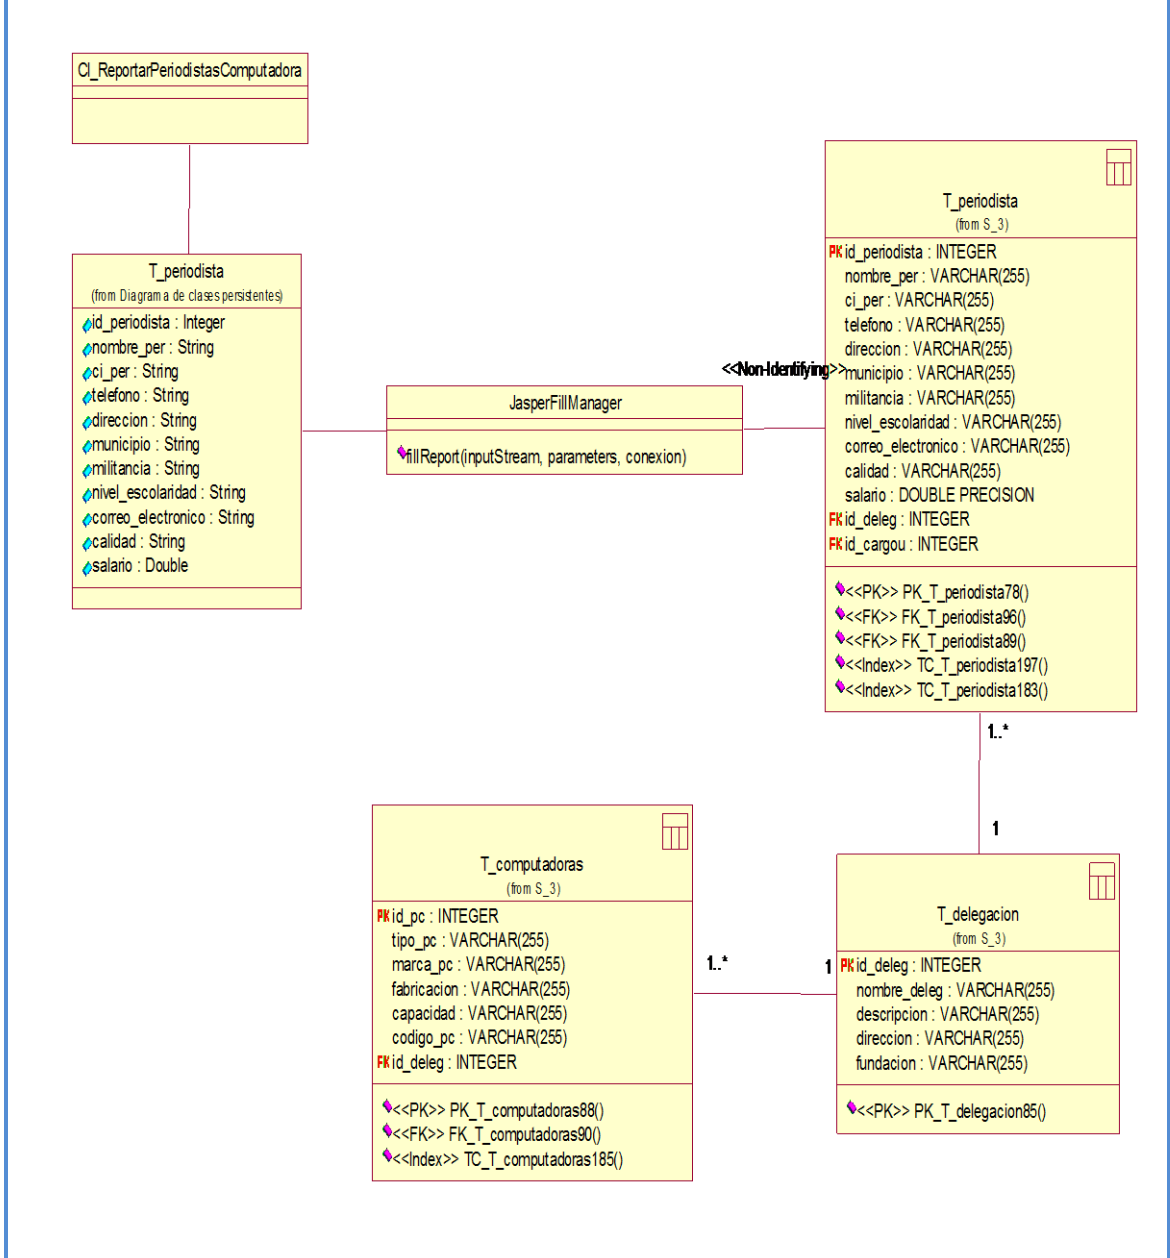 CI_ReportarPeriodistasComputadora
T_periodista
(from Diagrama de clases persistentes)
id_periodista : Integer
nombre_per : String
ci_per : String
telefono : String
direccion : String
municipio : String
militancia : String
nivel_escolaridad : String
correo_electronico : String
calidad : String
salario : Double
JasperFillManager
fillReport(inputStream, parameters, conexion)
<<Non-Identifying>>
T_periodista
(from S_3)
PK id_periodista : INTEGER
nombre_per : VARCHAR(255)
ci_per : VARCHAR(255)
telefono : VARCHAR(255)
direccion : VARCHAR(255)
municipio : VARCHAR(255)
militancia : VARCHAR(255)
nivel_escolaridad : VARCHAR(255)
correo_electronico : VARCHAR(255)
calidad : VARCHAR(255)
salario : DOUBLE PRECISION
FK id_deleg : INTEGER
FK id_cargou : INTEGER
<<PK>> PK_T_periodista78()
<<FK>> FK_T_periodista96()
<<FK>> FK_T_periodista89()
<<Index>> TC_T_periodista197()
<<Index>> TC_T_periodista183()
1..*
1
T_computadoras
(from S_3)
PK id_pc : INTEGER
tipo_pc : VARCHAR(255)
marca_pc : VARCHAR(255)
fabricacion : VARCHAR(255)
capacidad : VARCHAR(255)
codigo_pc : VARCHAR(255)
FK id_deleg : INTEGER
<<PK>> PK_T_computadoras88()
<<FK>> FK_T_computadoras90()
<<Index>> TC_T_computadoras185()
1..*
1
T_delegacion
(from S_3)
PK id_deleg : INTEGER
nombre_deleg : VARCHAR(255)
descripcion : VARCHAR(255)
direccion : VARCHAR(255)
fundacion : VARCHAR(255)
<<PK>> PK_T_delegacion85()